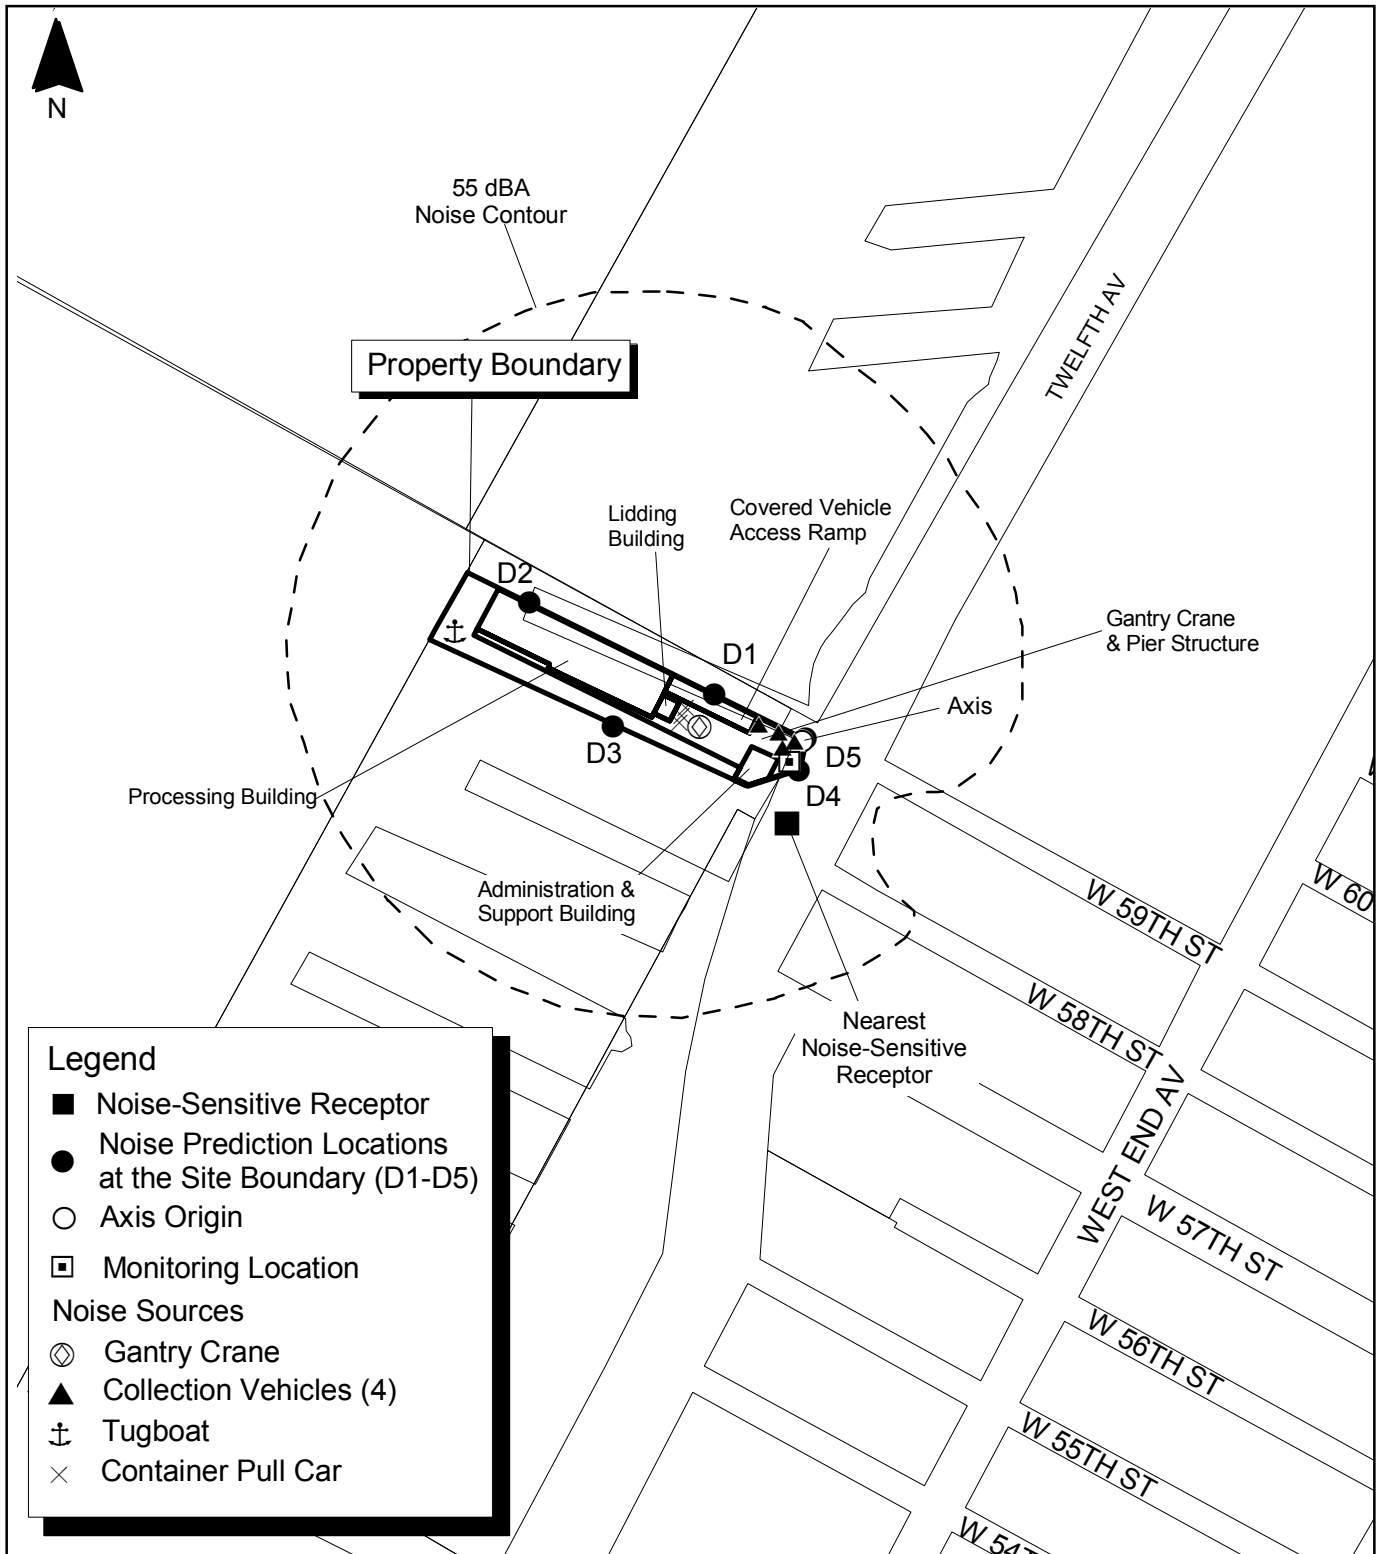 N
55 dBA
Noise Contour
TWELFTH AV
Property Boundary
Lidding
Building
Covered Vehicle
Access Ramp
D2
Gantry Crane
& Pier Structure
D1
Axis
D3
D5
Processing Building
D4
Administration &
Support Building
W 60
W 59TH ST
W 58TH ST
Nearest
Noise-Sensitive
Receptor
WEST END AV
W 57TH ST
W 56TH ST
W 55TH ST
W 54T
Legend
Noise-Sensitive Receptor
Noise Prediction Locations
at the Site Boundary (D1-D5)
Axis Origin
Monitoring Location
Noise Sources
Gantry Crane
Collection Vehicles (4)
Tugboat
Container Pull Car